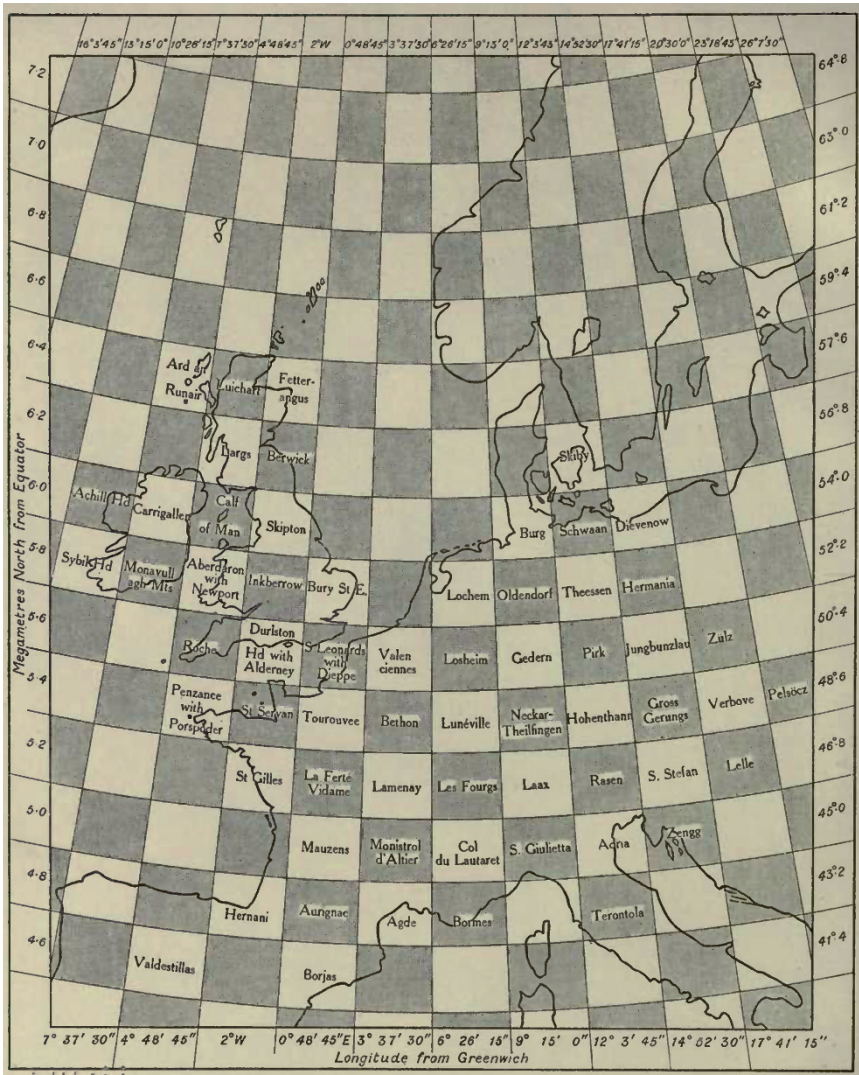 16°3'45" 13°15'0" 10°26'15" 7°37'30" 4°48'45" 2°W 0°48'45" 3°37'30" 6°26'15" 9°15'0" 12°3'45" 14°52'30" 17°41'15" 20°30'0" 23°18'45" 26°7'30"
7·2
7·0
6·8
6·6
6·4
6·2
6·0
5·8
5·6
5·4
5·2
5·0
4·8
4·6
Megametres North from Equator
64°8
63°0
61°2
59°4
57°6
56°8
54°0
52°2
50°4
48°6
46°8
45°0
43°2
41°4
Ard an
Runair
Luichart
Fetter-
angus
Largs
Berwick
Skiby
Achill Hd
Carrigallen
Calf
of Man
Skipton
Burg
Schwaan
Dievenow
Sybil Hd
Monavull
agh Mts
Aberdaron
with
Newport
Inkberrow
Bury St E.
Lochem
Oldendorf
Theessen
Hermania
Roche
Durlston
Hd with
Alderney
St Leonards
with
Dieppe
Valen
ciennes
Losheim
Gedern
Pirk
Jungbunzlau
Zülz
Penzance
with
Porspoder
St Servan
Tourouvee
Bethon
Lunéville
Neckar-
Theilfingen
Hohenthann
Gross
Gerungs
Verbove
Pelsöcz
St Gilles
La Ferté
Vidame
Lamenay
Les Fourgs
Laax
Rasen
S. Stefan
Lelle
Mauzens
Monistrol
d'Altier
Col
du Lautaret
S. Giulietta
Adria
Zengg
Hernani
Aurignac
Agde
Bormes
Terontola
Valdestillas
Borjas
7° 37' 30" 4° 48' 45" 2°W 0° 48' 45"E 3° 37' 30" 6° 26' 15" 9° 15' 0" 12° 3' 45" 14° 52' 30" 17° 41' 15"
Longitude from Greenwich